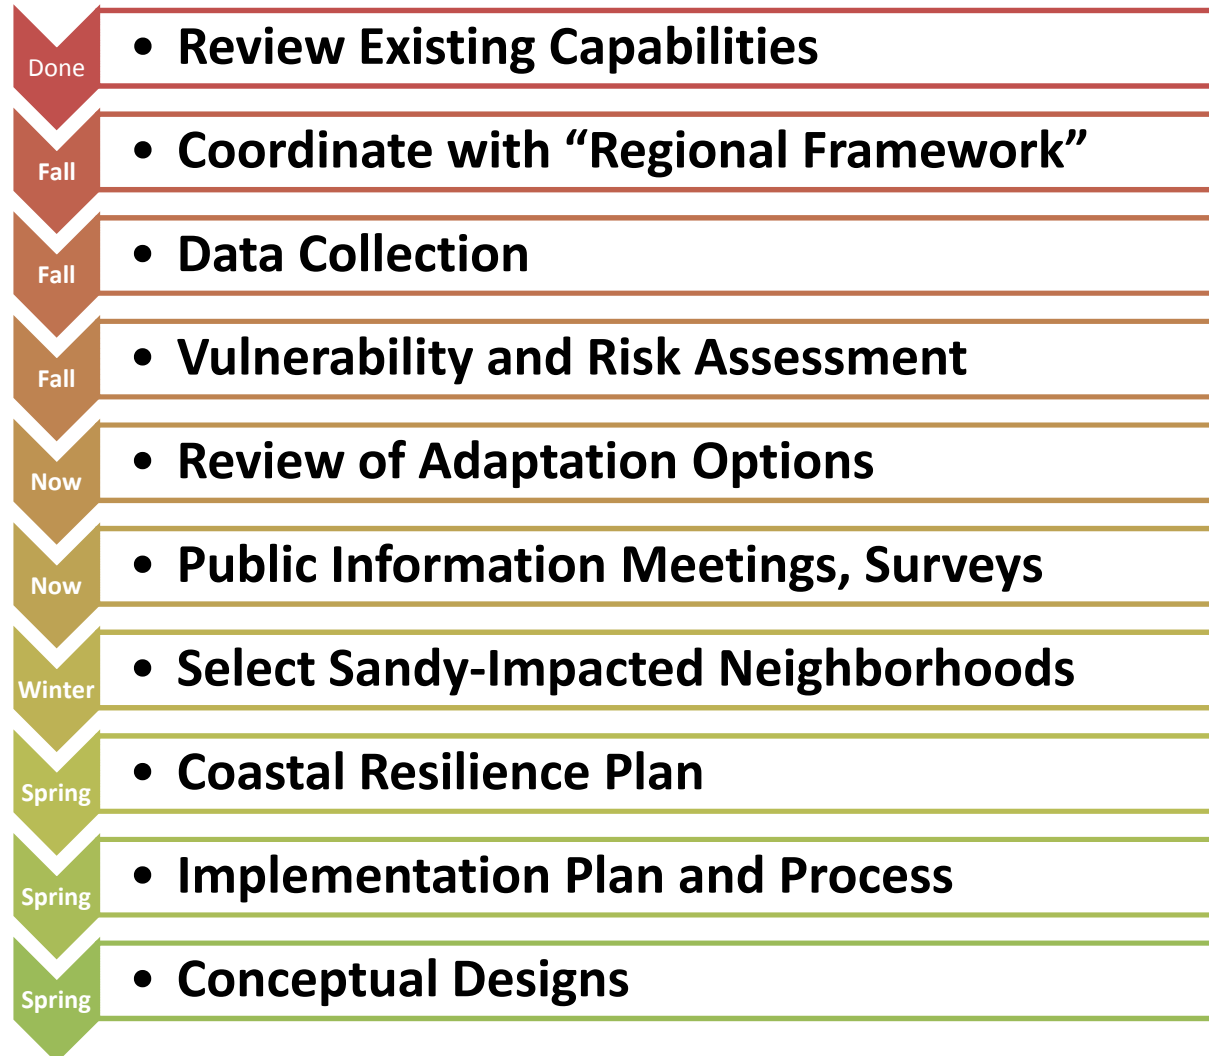 Done
• Review Existing Capabilities
Fall
• Coordinate with “Regional Framework”
Fall
• Data Collection
Fall
• Vulnerability and Risk Assessment
Now
• Review of Adaptation Options
Now
• Public Information Meetings, Surveys
Winter
• Select Sandy-Impacted Neighborhoods
Spring
• Coastal Resilience Plan
Spring
• Implementation Plan and Process
Spring
• Conceptual Designs